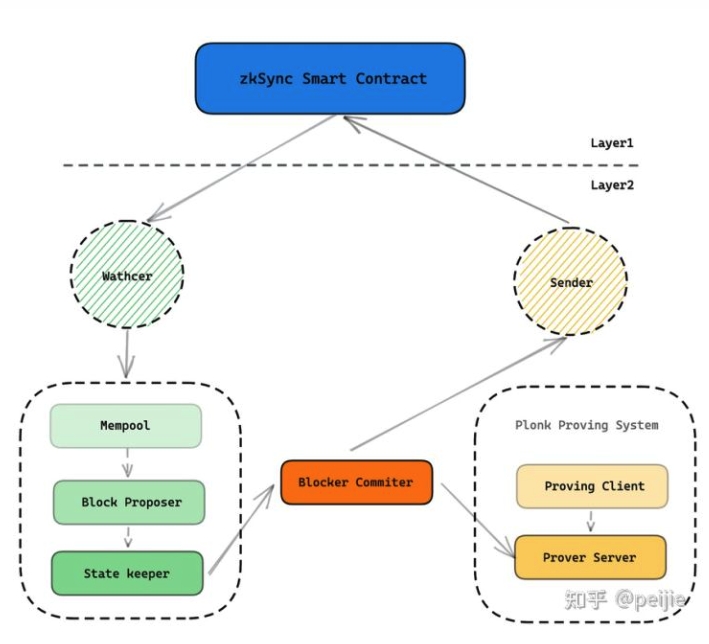 zkSync Smart Contract
Layer1
Layer2
Wathcer
Sender
Mempool
Block Proposer
State keeper
Blocker Commiter
Plonk Proving System
Proving Client
Prover Server
知乎 @peijie